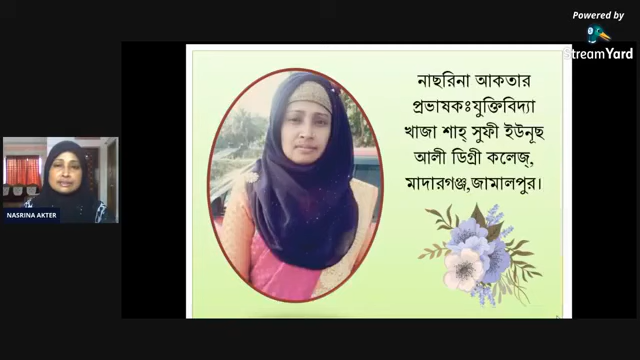 Powered by
StreamYard
নাছরিনা আকতার
প্রভাষকঃযুক্তিবিদ্যা
খাজা শাহ্ সুফী ইউনূছ
আলী ডিগ্রী কলেজ,
মাদারগঞ্জ,জামালপুর।
NASRINA AKTER